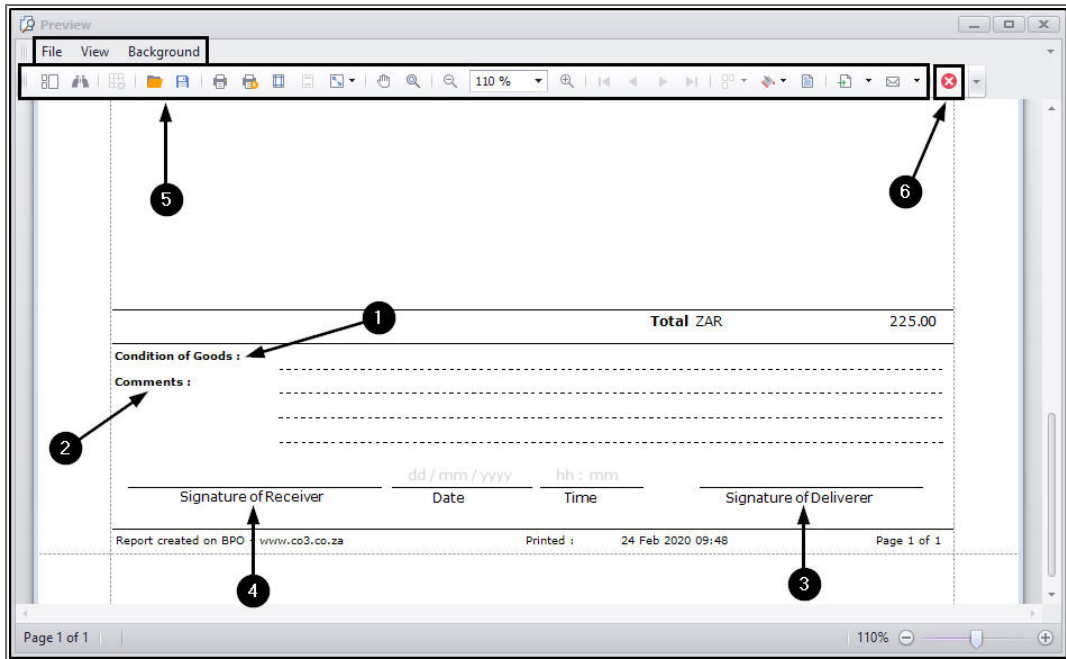 Preview
File View Background
110 %
5
6
1
Total ZAR 225.00
Condition of Goods :
Comments :
2
dd / mm / yyyy hh : mm
Signature of Receiver Date Time Signature of Deliverer
Report created on BPO - www.co3.co.za Printed : 24 Feb 2020 09:48 Page 1 of 1
4
3
Page 1 of 1 110%